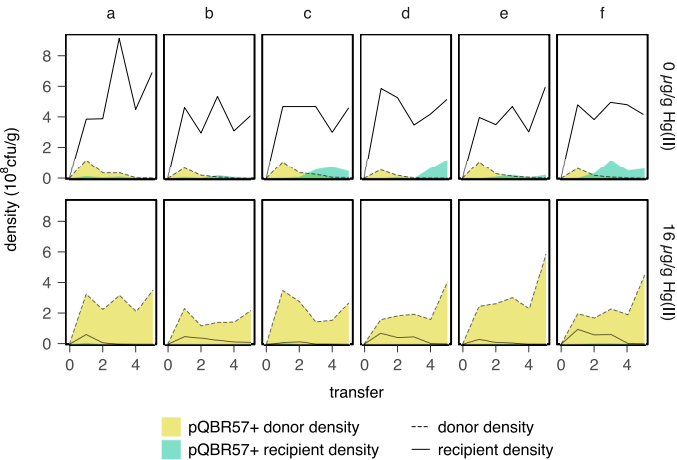 a b c d e f
8
6
4
2
0
0 µg/g Hg(II)
density (10⁸cfu/g)
8
6
4
2
0
16 µg/g Hg(II)
0 2 4 0 2 4 0 2 4 0 2 4 0 2 4 0 2 4
transfer
pQBR57+ donor density donor density
pQBR57+ recipient density recipient density